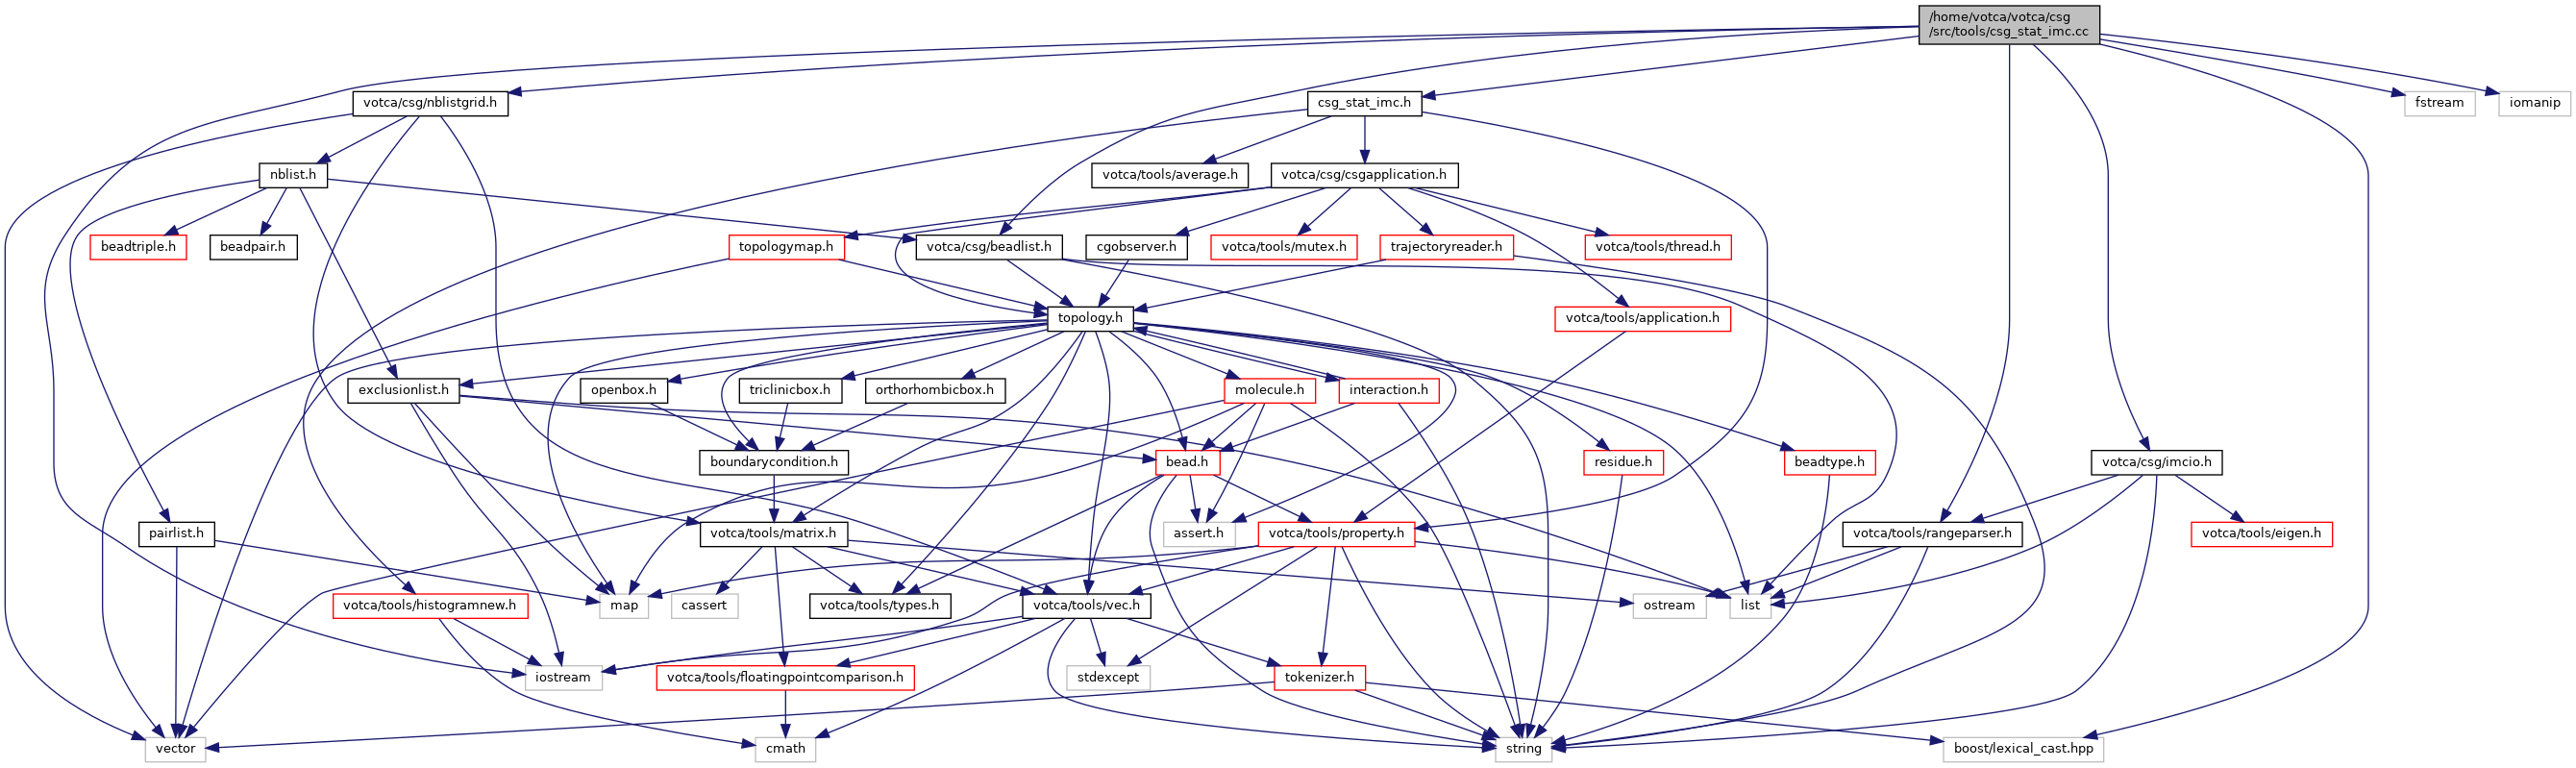 /home/votca/votca/csg
/src/tools/csg_stat_imc.cc
votca/csg/nblistgrid.h
csg_stat_imc.h
fstream
iomanip
nblist.h
votca/tools/average.h
votca/csg/csgapplication.h
beadtriple.h
beadpair.h
topologymap.h
votca/csg/beadlist.h
cgobserver.h
votca/tools/mutex.h
trajectoryreader.h
votca/tools/thread.h
topology.h
votca/tools/application.h
exclusionlist.h
openbox.h
triclinicbox.h
orthorhombicbox.h
molecule.h
interaction.h
boundarycondition.h
bead.h
residue.h
beadtype.h
votca/csg/imcio.h
pairlist.h
votca/tools/matrix.h
assert.h
votca/tools/property.h
votca/tools/rangeparser.h
votca/tools/eigen.h
votca/tools/histogramnew.h
map
cassert
votca/tools/types.h
votca/tools/vec.h
ostream
list
iostream
votca/tools/floatingpointcomparison.h
stdexcept
tokenizer.h
vector
cmath
string
boost/lexical_cast.hpp